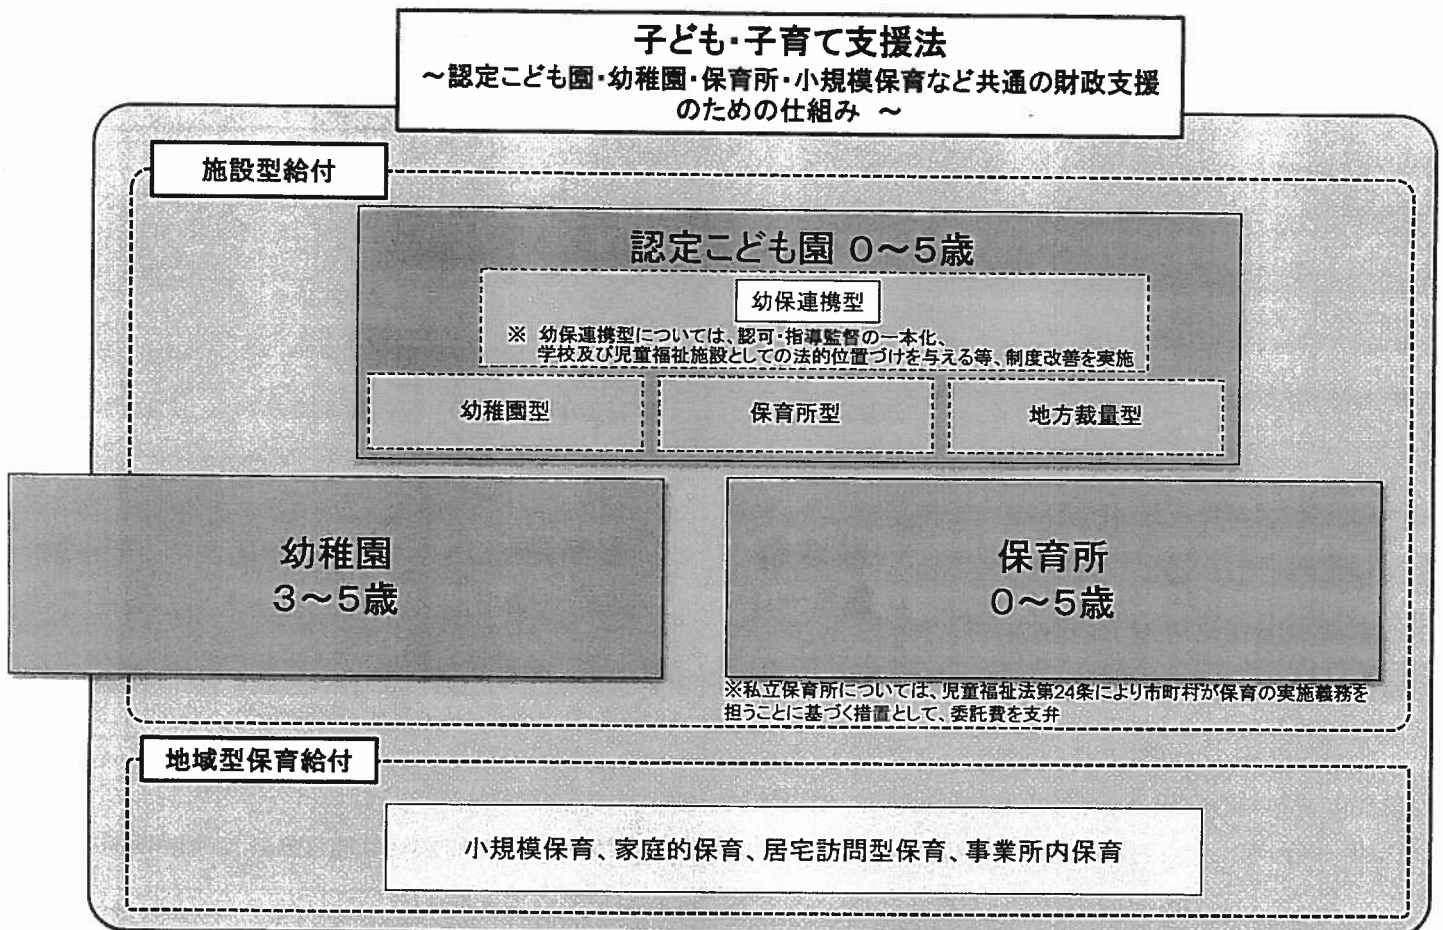 子ども・子育て支援法
～認定こども園・幼稚園・保育所・小規模保育など共通の財政支援
のための仕組み ～
施設型給付
認定こども園 ０～５歳
幼保連携型
※ 幼保連携型については、認可・指導監督の一本化、
学校及び児童福祉施設としての法的位置づけを与える等、制度改善を実施
幼稚園型
保育所型
地方裁量型
幼稚園
３～５歳
保育所
０～５歳
※私立保育所については、児童福祉法第24条により市町村が保育の実施義務を
担うことに基づく措置として、委託費を支弁
地域型保育給付
小規模保育、家庭的保育、居宅訪問型保育、事業所内保育